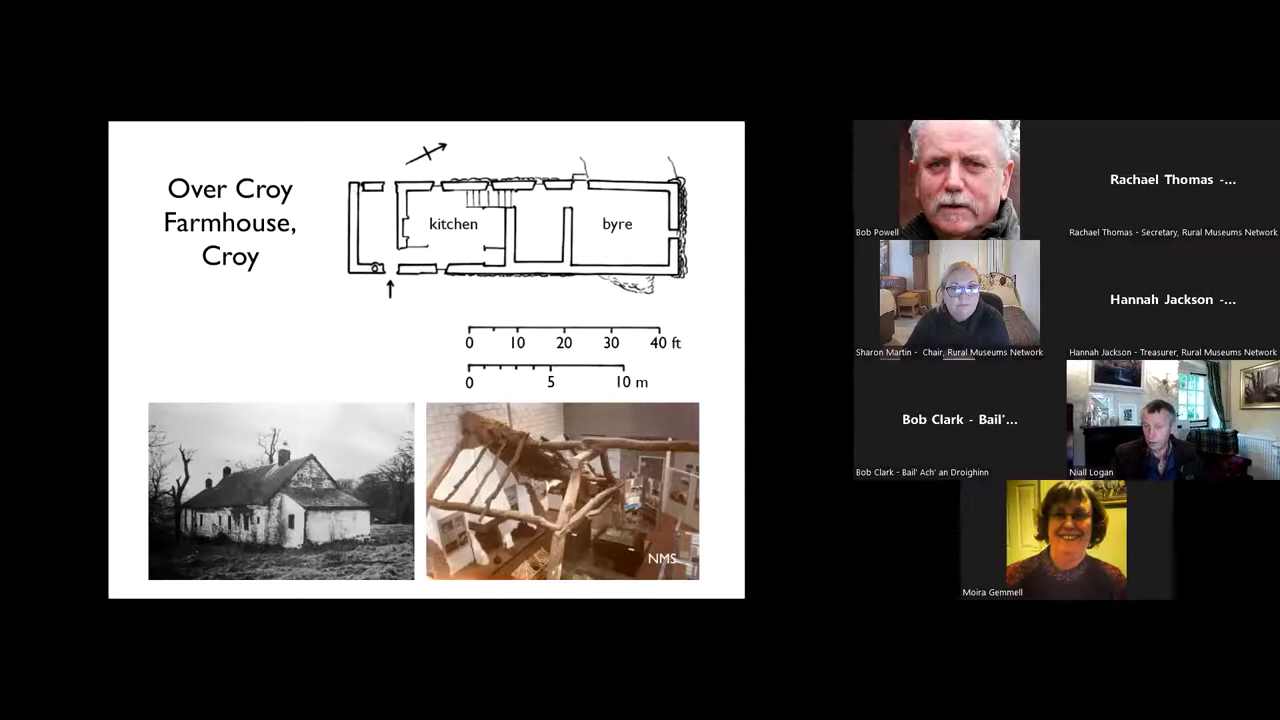 Over Croy
Farmhouse,
Croy
kitchen
byre
0 10 20 30 40 ft
0 5 10 m
NMS
Bob Powell
Rachael Thomas -...
Rachael Thomas - Secretary, Rural Museums Network
Sharon Martin - Chair, Rural Museums Network
Hannah Jackson -...
Hannah Jackson - Treasurer, Rural Museums Network
Bob Clark - Bail'...
Bob Clark - Bail' Ach' an Droighinn
Niall Logan
Moira Gemmell